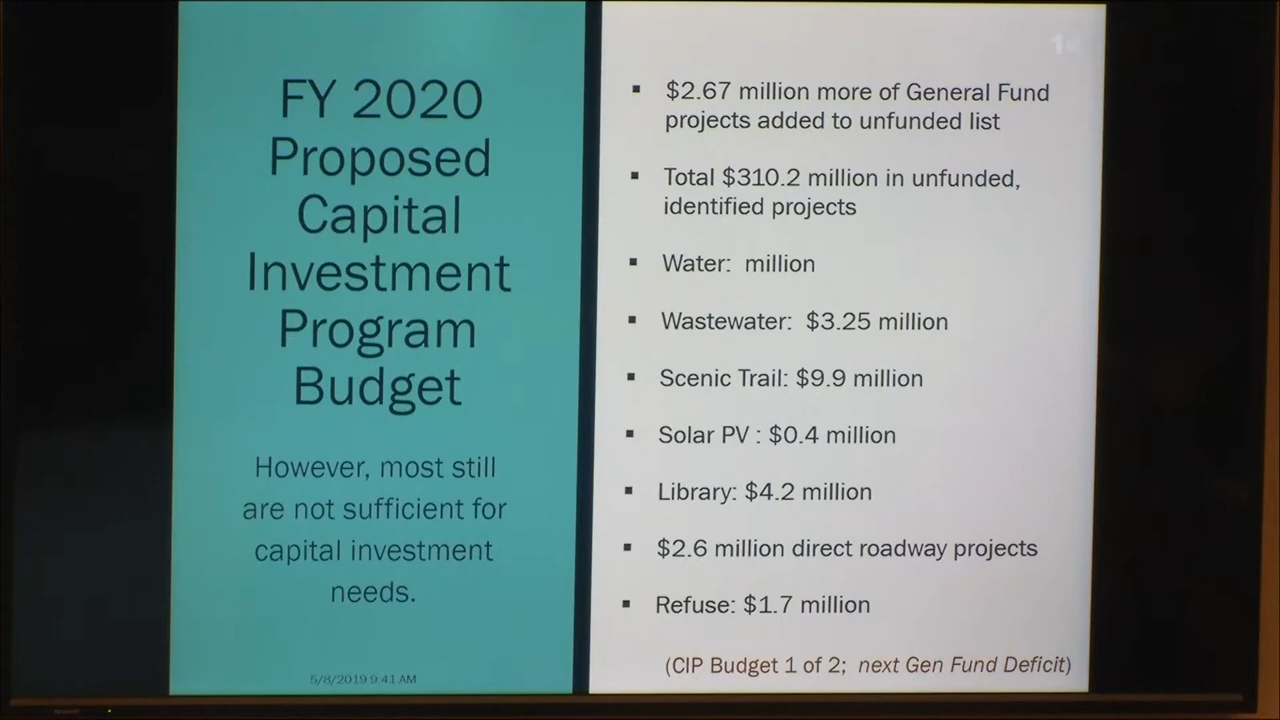 FY 2020
Proposed
Capital
Investment
Program
Budget
However, most still
are not sufficient for
capital investment
needs.
5/8/2019 9:41 AM
14
▪ $2.67 million more of General Fund
projects added to unfunded list
▪ Total $310.2 million in unfunded,
identified projects
▪ Water:  million
▪ Wastewater:  $3.25 million
▪ Scenic Trail: $9.9 million
▪ Solar PV : $0.4 million
▪ Library: $4.2 million
▪ $2.6 million direct roadway projects
▪ Refuse: $1.7 million
(CIP Budget 1 of 2;  next Gen Fund Deficit)